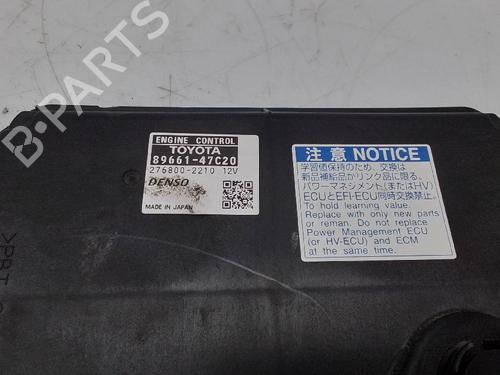 B-PARTS
ENGINE CONTROL
TOYOTA
89661-47C20
276800-2210 12V
DENSO
MADE IN JAPAN
注意 NOTICE
学習値保持のため、交換は
新品補給品かリンク品に限る。
パワーマネジメント(またはHV)
ECUとEFI-ECU同時交換禁止。
To hold learning value.
Replace with only new parts
or reman. Do not replace
Power Management ECU
(or HV-ECU) and ECM
at the same time.
>PBT